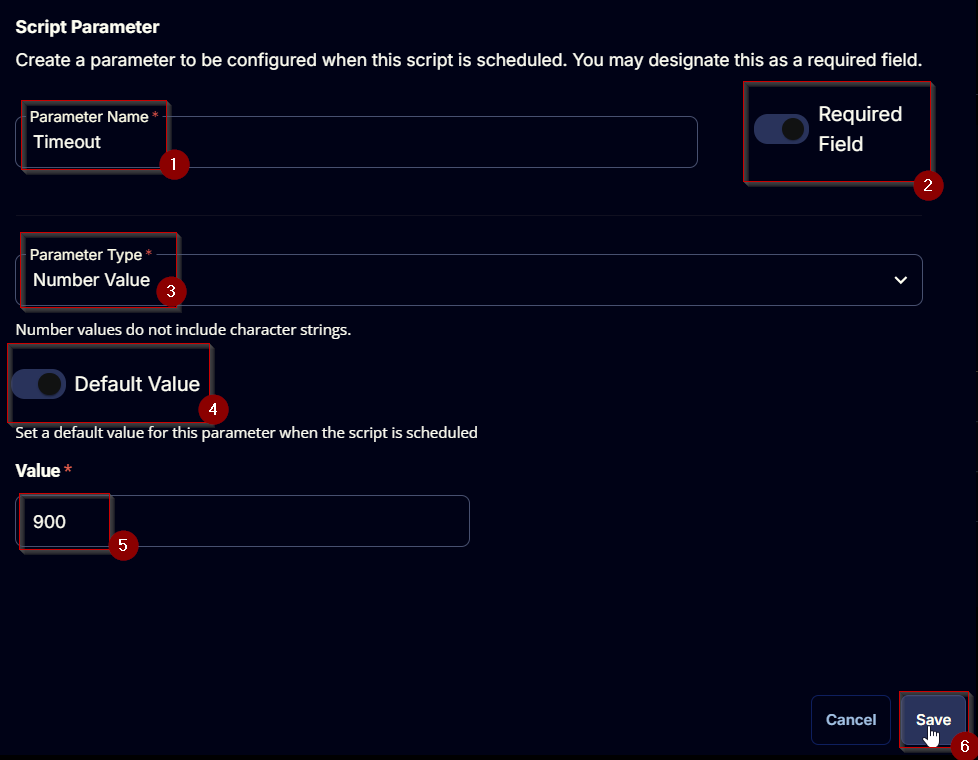 Script Parameter
Create a parameter to be configured when this script is scheduled. You may designate this as a required field.
Parameter Name *
Timeout
1
Required
Field
2
Parameter Type *
Number Value
3
Number values do not include character strings.
Default Value
4
Set a default value for this parameter when the script is scheduled
Value *
900
5
Cancel
Save
6